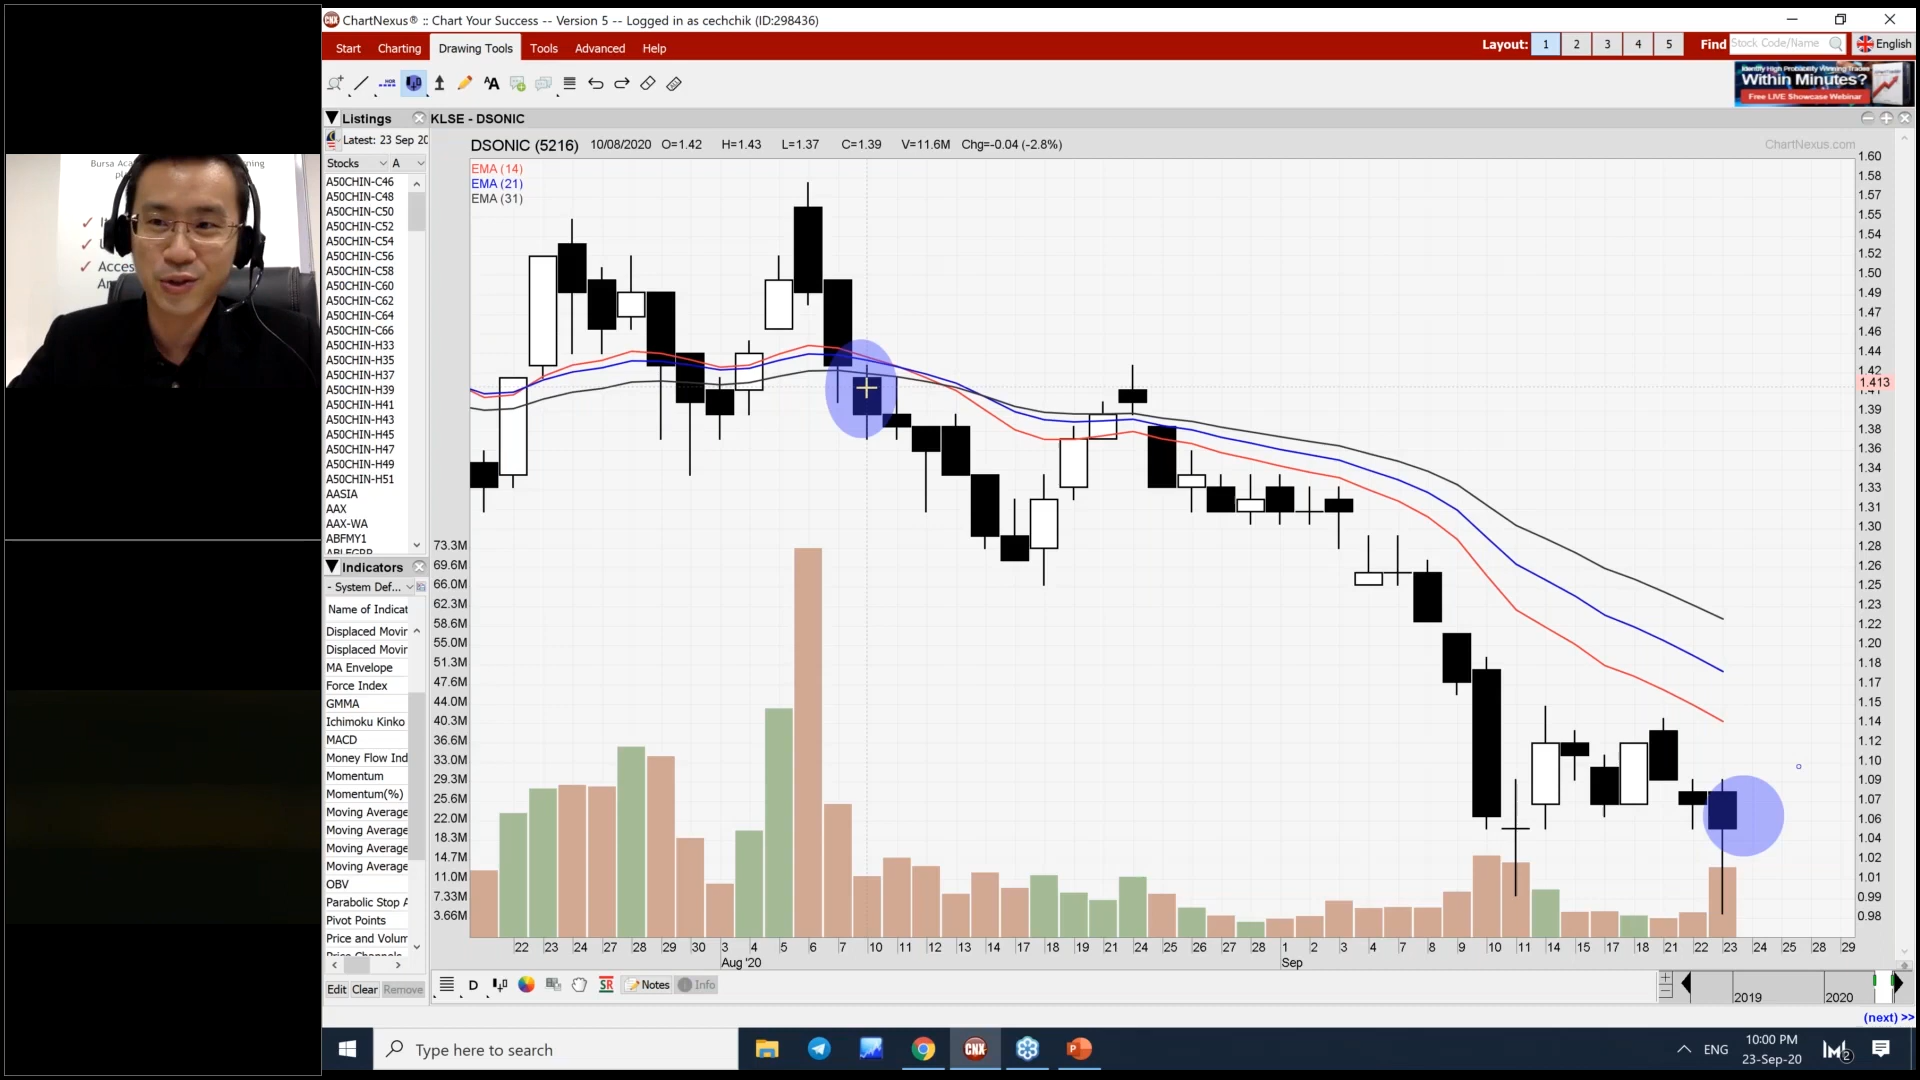 ChartNexus® :: Chart Your Success -- Version 5 -- Logged in as cechchik (ID:298436)
Start Charting Drawing Tools Tools Advanced Help
Layout: 1 2 3 4 5 Find Stock Code/Name English
Identify High Probability Winning Trades
Within Minutes?
Free LIVE Showcase Webinar
Listings
KLSE - DSONIC
Latest: 23 Sep 20
DSONIC (5216) 10/08/2020 O=1.42 H=1.43 L=1.37 C=1.39 V=11.6M Chg=-0.04 (-2.8%)
ChartNexus.com
Stocks A
EMA (14)
EMA (21)
EMA (31)
Bursa
ning
Acces
A50CHIN-C46
A50CHIN-C48
A50CHIN-C50
A50CHIN-C52
A50CHIN-C54
A50CHIN-C56
A50CHIN-C58
A50CHIN-C60
A50CHIN-C62
A50CHIN-C64
A50CHIN-C66
A50CHIN-H33
A50CHIN-H35
A50CHIN-H37
A50CHIN-H39
A50CHIN-H41
A50CHIN-H43
A50CHIN-H45
A50CHIN-H47
A50CHIN-H49
A50CHIN-H51
AASIA
AAX
AAX-WA
ABFMY1
Indicators
- System Def...
Name of Indicat
Displaced Movir
Displaced Movir
MA Envelope
Force Index
GMMA
Ichimoku Kinko
MACD
Money Flow Ind
Momentum
Momentum(%)
Moving Average
Moving Average
Moving Average
Moving Average
OBV
Parabolic Stop A
Pivot Points
Price and Volum
Edit Clear Remove
73.3M
69.6M
66.0M
62.3M
58.6M
55.0M
51.3M
47.6M
44.0M
40.3M
36.6M
33.0M
29.3M
25.6M
22.0M
18.3M
14.7M
11.0M
7.33M
3.66M
1.60
1.58
1.57
1.55
1.54
1.52
1.50
1.49
1.47
1.46
1.44
1.42
1.413
1.39
1.38
1.36
1.34
1.33
1.31
1.30
1.28
1.26
1.25
1.23
1.22
1.20
1.18
1.17
1.15
1.14
1.12
1.10
1.09
1.07
1.06
1.04
1.02
1.01
0.99
0.98
22 23 24 27 28 29 30 3 4 5 6 7 10 11 12 13 14 17 18 19 21 24 25 26 27 28 1 2 3 4 7 8 9 10 11 14 15 17 18 21 22 23 24 25 28 29
Aug '20 Sep
D SR Notes Info
2019 2020
(next) >>
Type here to search
CNX
ENG
10:00 PM
23-Sep-20
2